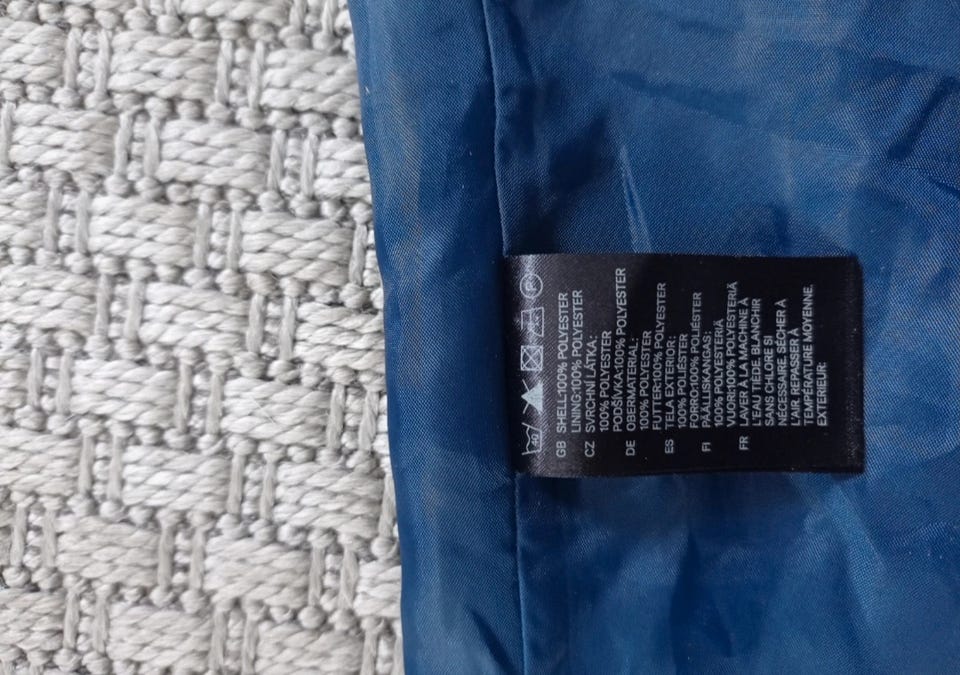 40
P
GB SHELL:100% POLYESTER
LINING:100% POLYESTER
CZ SVRCHNÍ LÁTKA:
100% POLYESTER
PODŠÍVKA:100% POLYESTER
DE OBERMATERIAL:
100% POLYESTER
FUTTER:100% POLYESTER
ES TELA EXTERIOR:
100% POLIÉSTER
FORRO:100% POLIÉSTER
FI PÄÄLLISKANGAS:
100% POLYESTERIÄ
VUORI:100% POLYESTERIÄ
FR LAVER À LA MACHINE À
L'EAU TIÈDE. BLANCHIR
SANS CHLORE SI
NÉCESSAIRE. SÉCHER À
L'AIR. REPASSER À
TEMPÉRATURE MOYENNE.
EXTERIEUR: